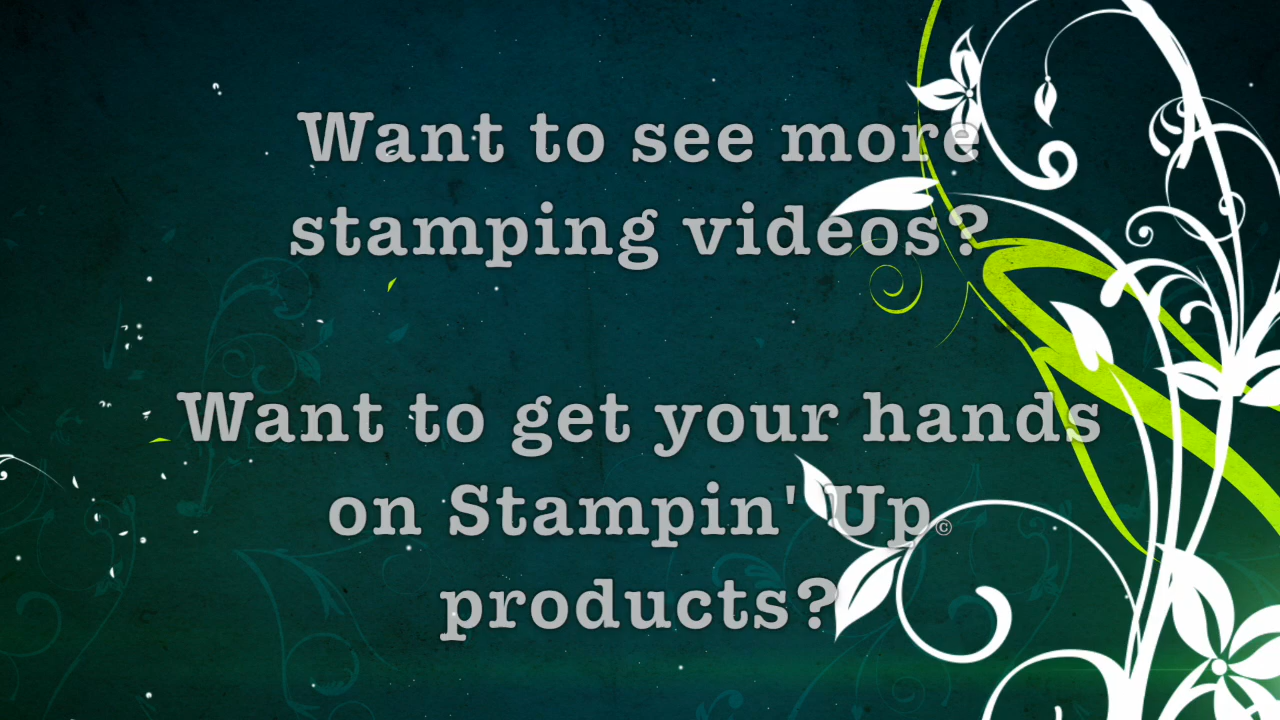 Want to see more
stamping videos?
Want to get your hands
on Stampin' Up©
products?